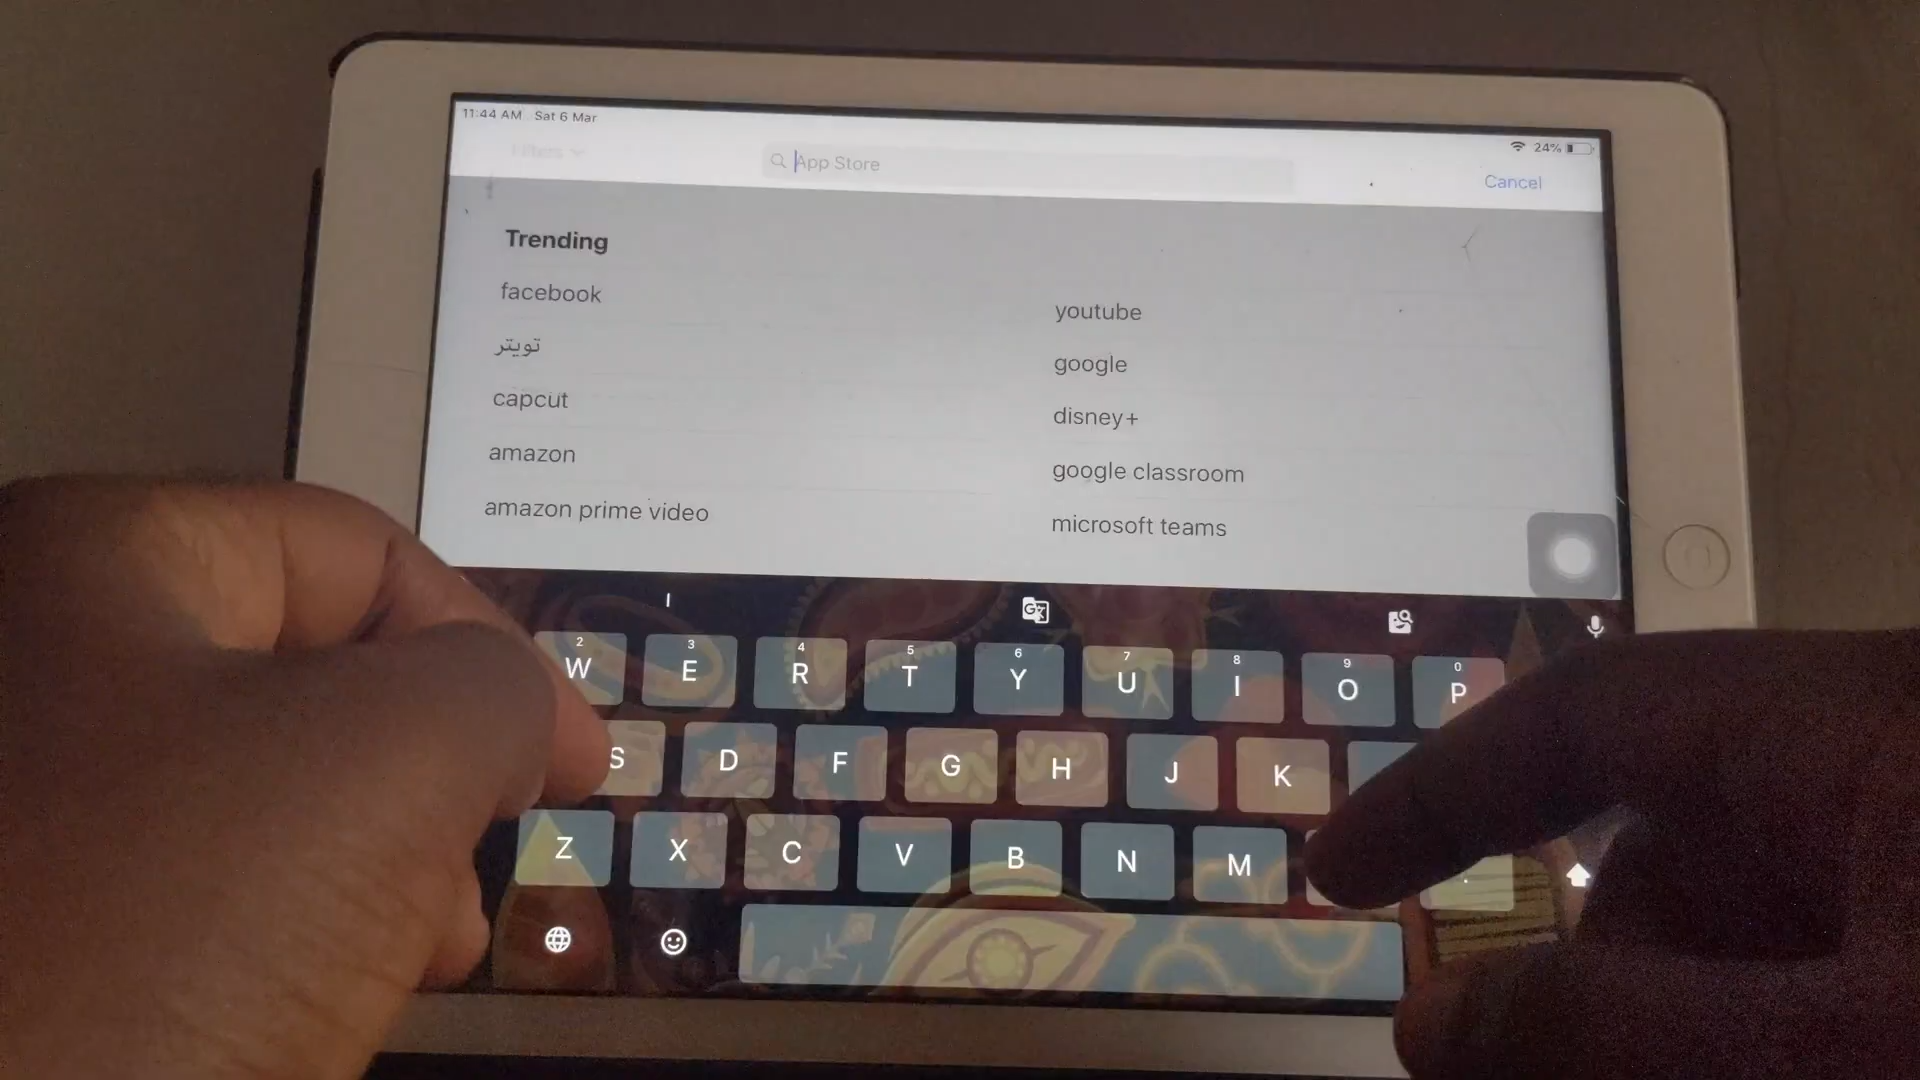 11:44 AM Sat 6 Mar
24%
Filters
App Store
Cancel
Trending
facebook
youtube
تويتر
google
capcut
disney+
amazon
google classroom
amazon prime video
microsoft teams
I
2 3 4 5 6 7 8 9 0
W E R T Y U I O P
S D F G H J K
Z X C V B N M .